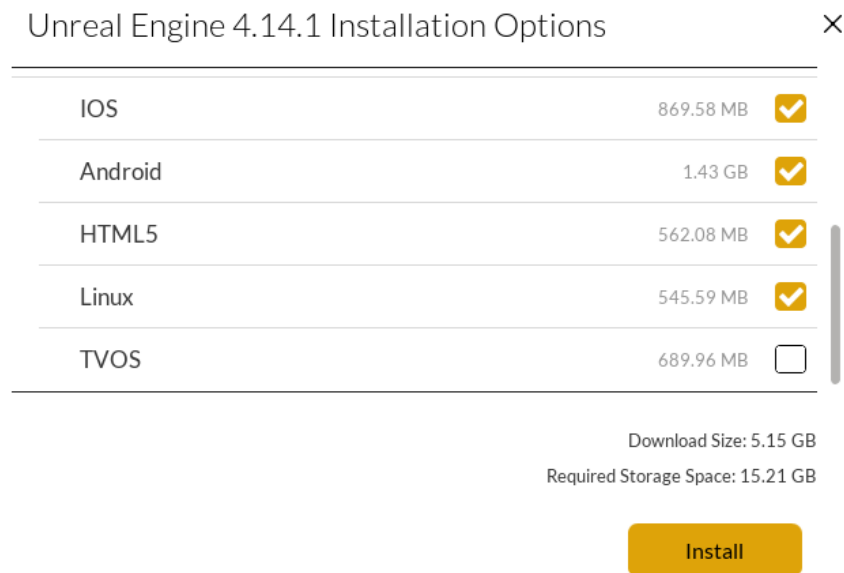 Unreal Engine 4.14.1 Installation Options
IOS 869.58 MB
Android 1.43 GB
HTML5 562.08 MB
Linux 545.59 MB
TVOS 689.96 MB
Download Size: 5.15 GB
Required Storage Space: 15.21 GB
Install